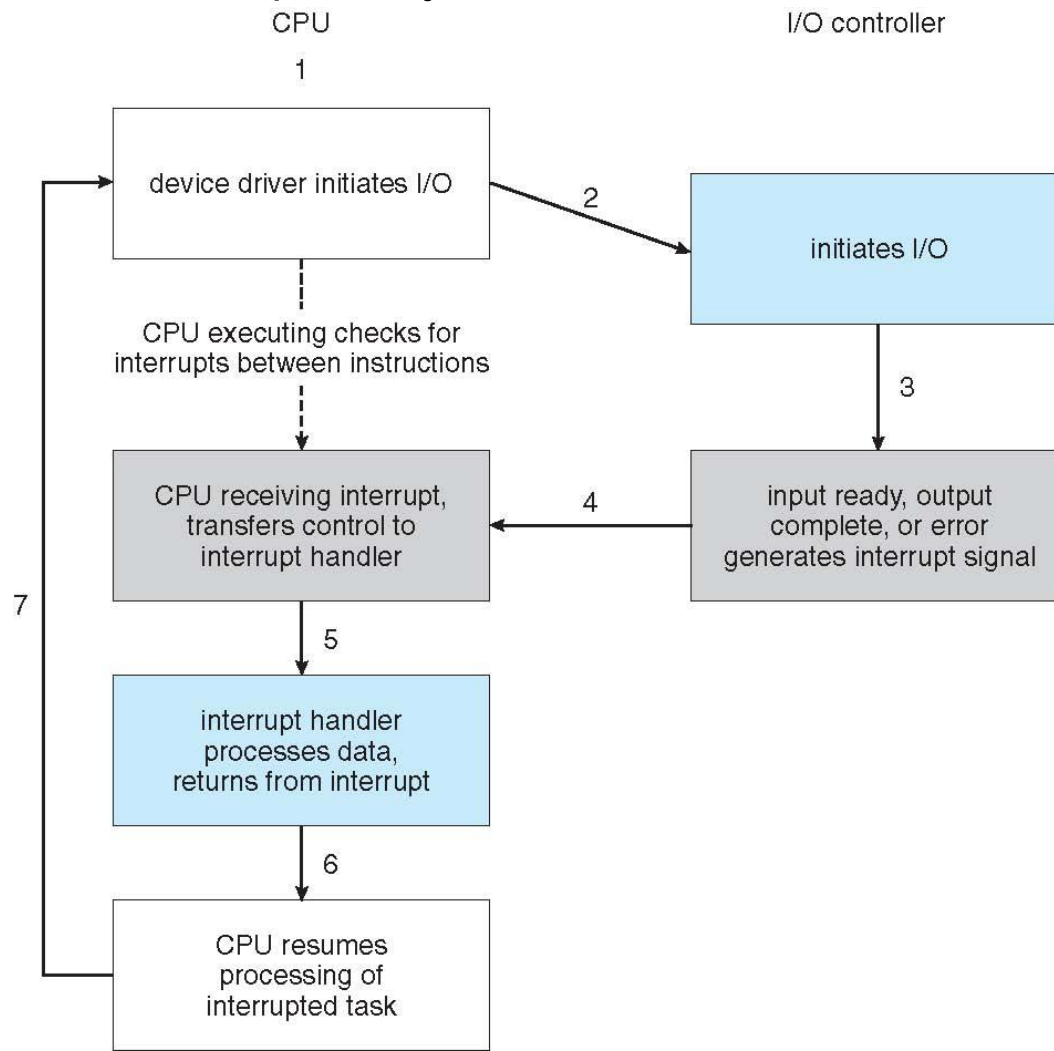 CPU
I/O controller
1
device driver initiates I/O
2
initiates I/O
CPU executing checks for
interrupts between instructions
3
CPU receiving interrupt,
transfers control to
interrupt handler
4
input ready, output
complete, or error
generates interrupt signal
7
5
interrupt handler
processes data,
returns from interrupt
6
CPU resumes
processing of
interrupted task